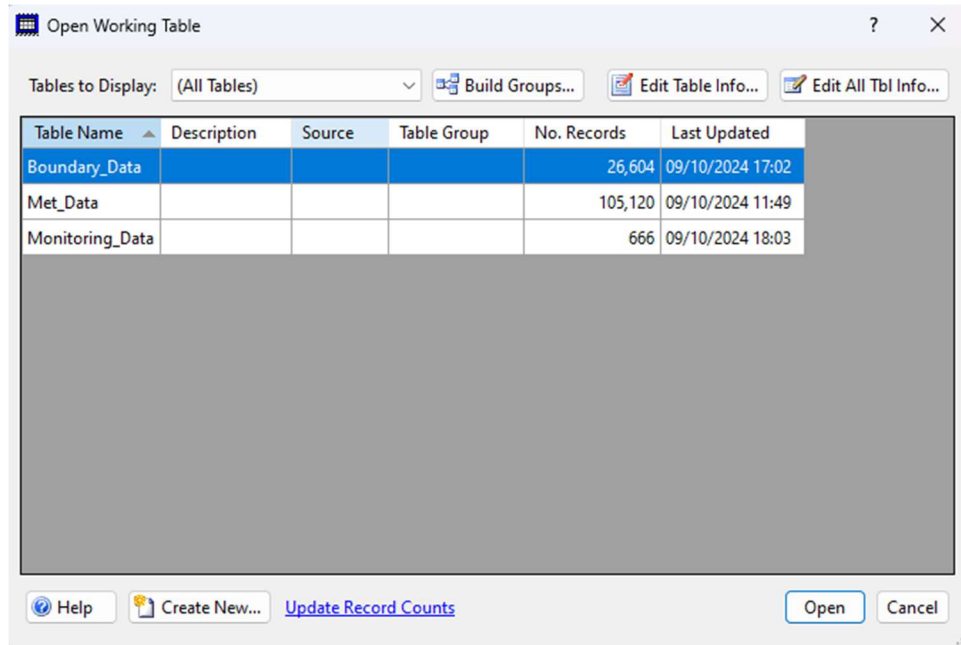 Open Working Table ?
Tables to Display: (All Tables) Build Groups... Edit Table Info... Edit All Tbl Info...
Table Name Description Source Table Group No. Records Last Updated
Boundary_Data 26,604 09/10/2024 17:02
Met_Data 105,120 09/10/2024 11:49
Monitoring_Data 666 09/10/2024 18:03
Help Create New... Update Record Counts Open Cancel